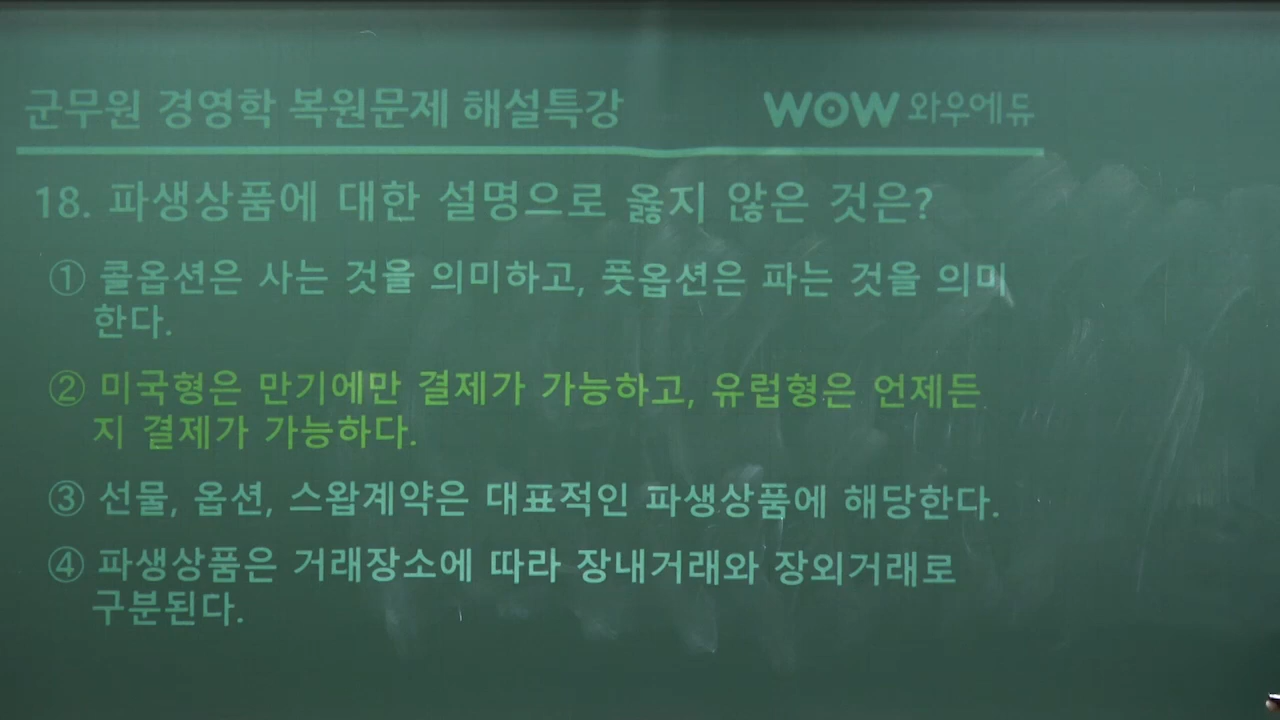 군무원 경영학 복원문제 해설특강
WOW 와우에듀
18. 파생상품에 대한 설명으로 옳지 않은 것은?
① 콜옵션은 사는 것을 의미하고, 풋옵션은 파는 것을 의미
한다.
② 미국형은 만기에만 결제가 가능하고, 유럽형은 언제든
지 결제가 가능하다.
③ 선물, 옵션, 스왑계약은 대표적인 파생상품에 해당한다.
④ 파생상품은 거래장소에 따라 장내거래와 장외거래로
구분된다.